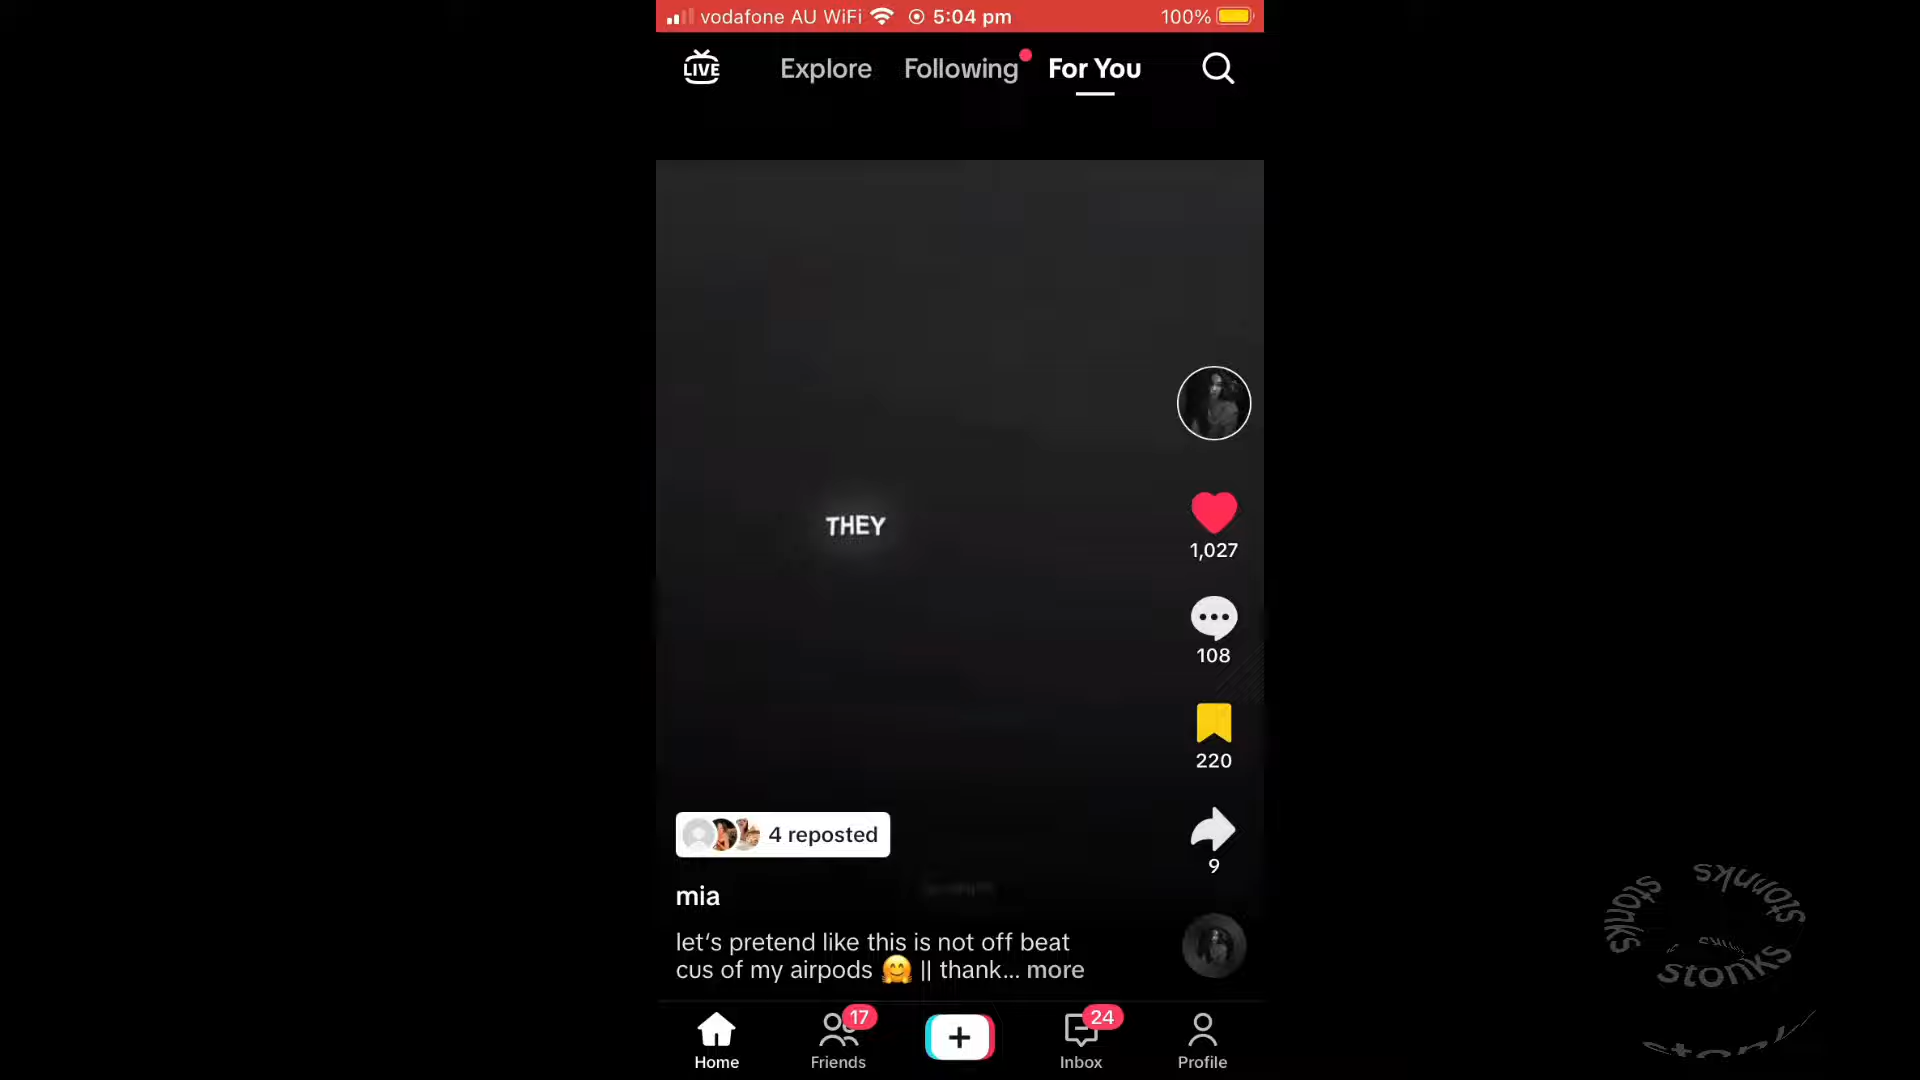 vodafone AU WiFi 5:04 pm 100%
LIVE Explore Following For You
THEY
1,027
108
220
9
4 reposted
mia
let‘s pretend like this is not off beat
cus of my airpods 🤗 || thank... more
17
24
Home Friends Inbox Profile
stonks
stonks
stonks